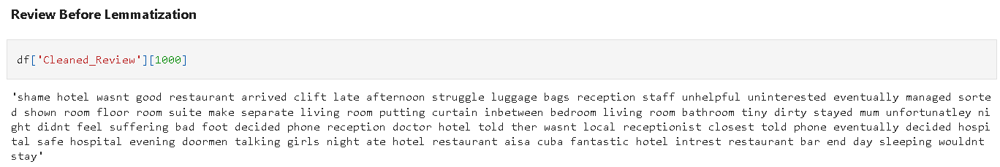 Review Before Lemmatization
df['Cleaned_Review'][1000]
'shame hotel wasnt good restaurant arrived clift late afternoon struggle luggage bags reception staff unhelpful uninterested eventually managed sorte
d shown room floor room suite make separate living room putting curtain inbetween bedroom living room bathroom tiny dirty stayed mum unfortunatley ni
ght didnt feel suffering bad foot decided phone reception doctor hotel told ther wasnt local receptionist closest told phone eventually decided hospi
tal safe hospital evening doormen talking girls night ate hotel restaurant aisa cuba fantastic hotel intrest restaurant bar end day sleeping wouldnt
stay'